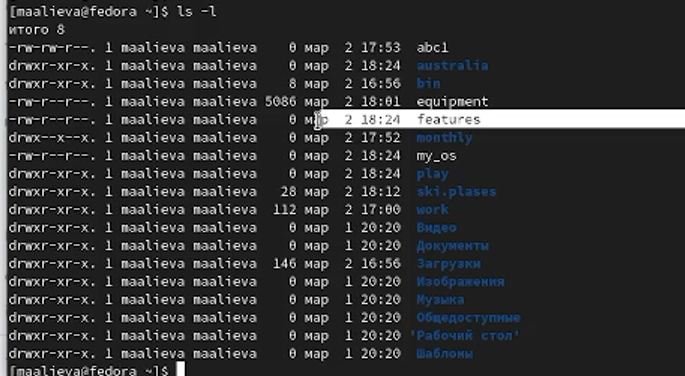 [maalieva@fedora ~]$ ls -l
итого 8
-rw-rw-r--. 1 maalieva maalieva 0 мар 2 17:53 abc1
drwxr-xr-x. 1 maalieva maalieva 0 мар 2 18:24 australia
drwxr-xr-x. 1 maalieva maalieva 8 мар 2 16:56 bin
-rw-r--r--. 1 maalieva maalieva 5086 мар 2 18:01 equipment
-rw-r--r--. 1 maalieva maalieva 0 мар 2 18:24 features
drwx--x--x. 1 maalieva maalieva 0 мар 2 17:52 monthly
-rw-r--r--. 1 maalieva maalieva 0 мар 2 18:24 my_os
drwxr-xr-x. 1 maalieva maalieva 0 мар 2 18:24 play
drwxr-xr-x. 1 maalieva maalieva 28 мар 2 18:12 ski.plases
drwxr-xr-x. 1 maalieva maalieva 112 мар 2 17:00 work
drwxr-xr-x. 1 maalieva maalieva 0 мар 1 20:20 Видео
drwxr-xr-x. 1 maalieva maalieva 0 мар 1 20:20 Документы
drwxr-xr-x. 1 maalieva maalieva 146 мар 2 16:56 Загрузки
drwxr-xr-x. 1 maalieva maalieva 0 мар 1 20:20 Изображения
drwxr-xr-x. 1 maalieva maalieva 0 мар 1 20:20 Музыка
drwxr-xr-x. 1 maalieva maalieva 0 мар 1 20:20 Общедоступные
drwxr-xr-x. 1 maalieva maalieva 0 мар 1 20:20 'Рабочий стол'
drwxr-xr-x. 1 maalieva maalieva 0 мар 1 20:20 Шаблоны
[maalieva@fedora ~]$